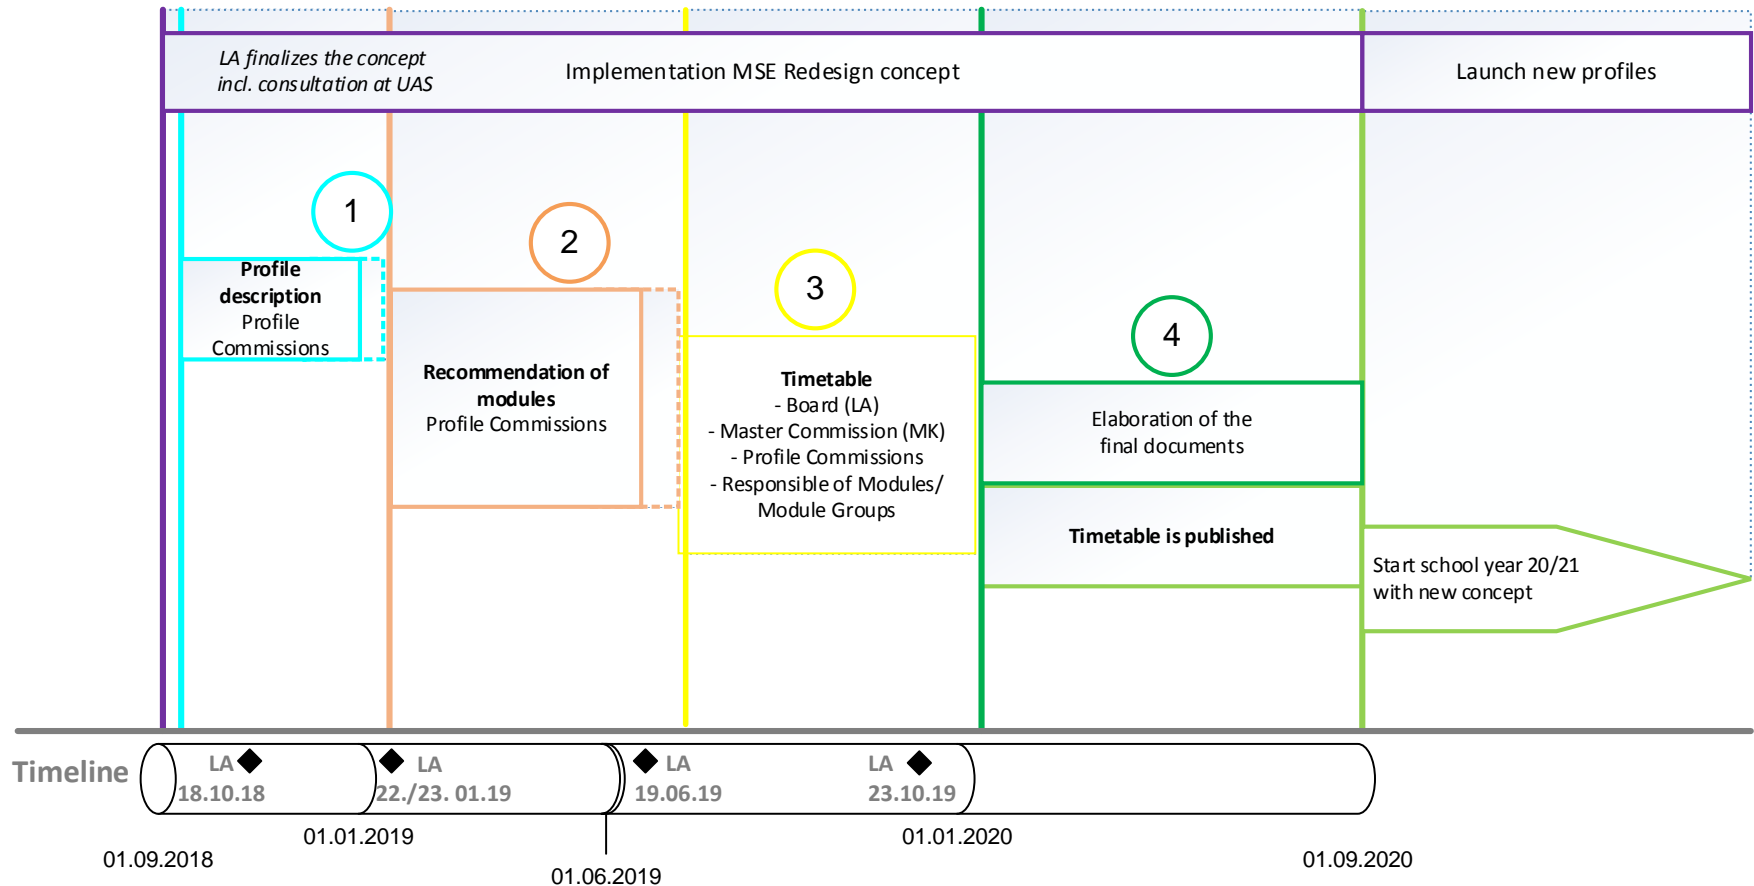 LA finalizes the concept
incl. consultation at UAS
Implementation MSE Redesign concept
Launch new profiles
1
Profile
description
Profile
Commissions
2
Recommendation of
modules
Profile Commissions
3
Timetable
- Board (LA)
- Master Commission (MK)
- Profile Commissions
- Responsible of Modules/
Module Groups
4
Elaboration of the
final documents
Timetable is published
Start school year 20/21
with new concept
Timeline
LA
18.10.18
LA
22./23. 01.19
LA
19.06.19
LA
23.10.19
01.09.2018
01.01.2019
01.06.2019
01.01.2020
01.09.2020